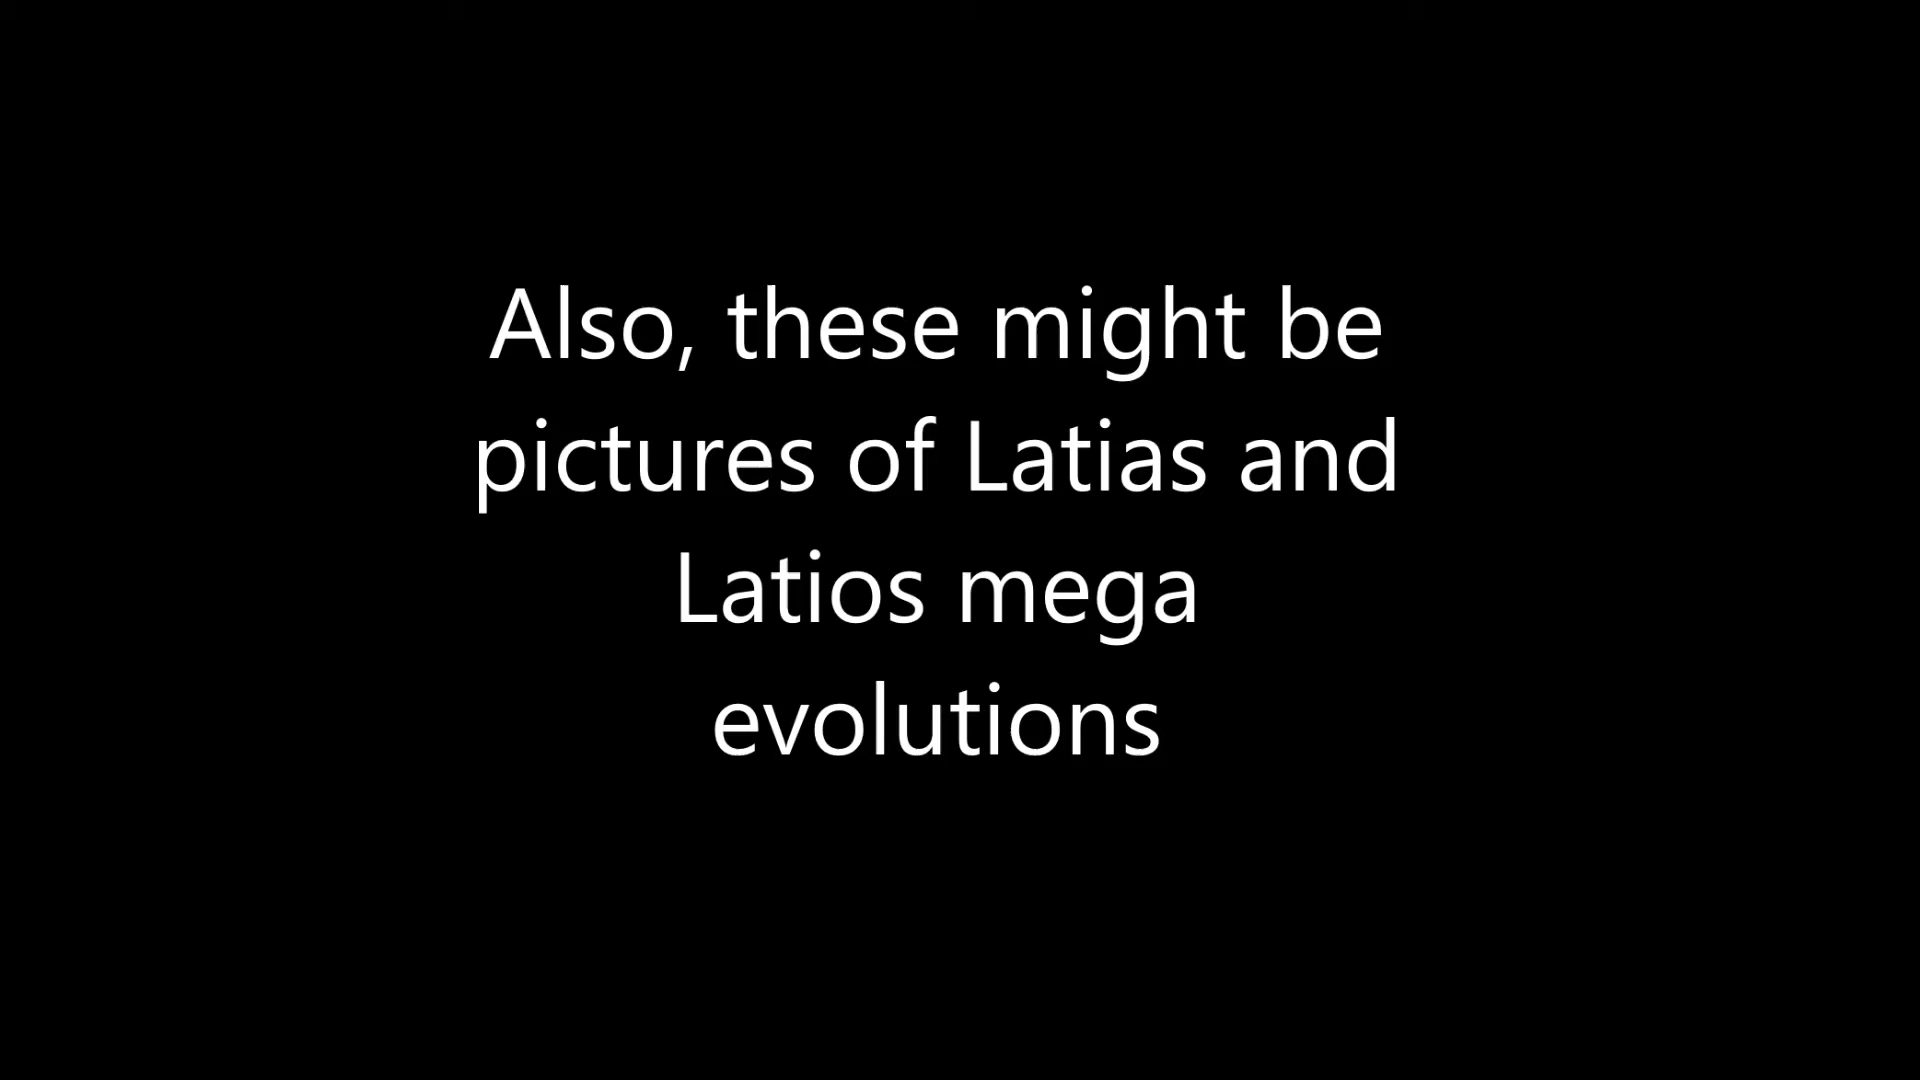 Also, these might be
pictures of Latias and
Latios mega
evolutions